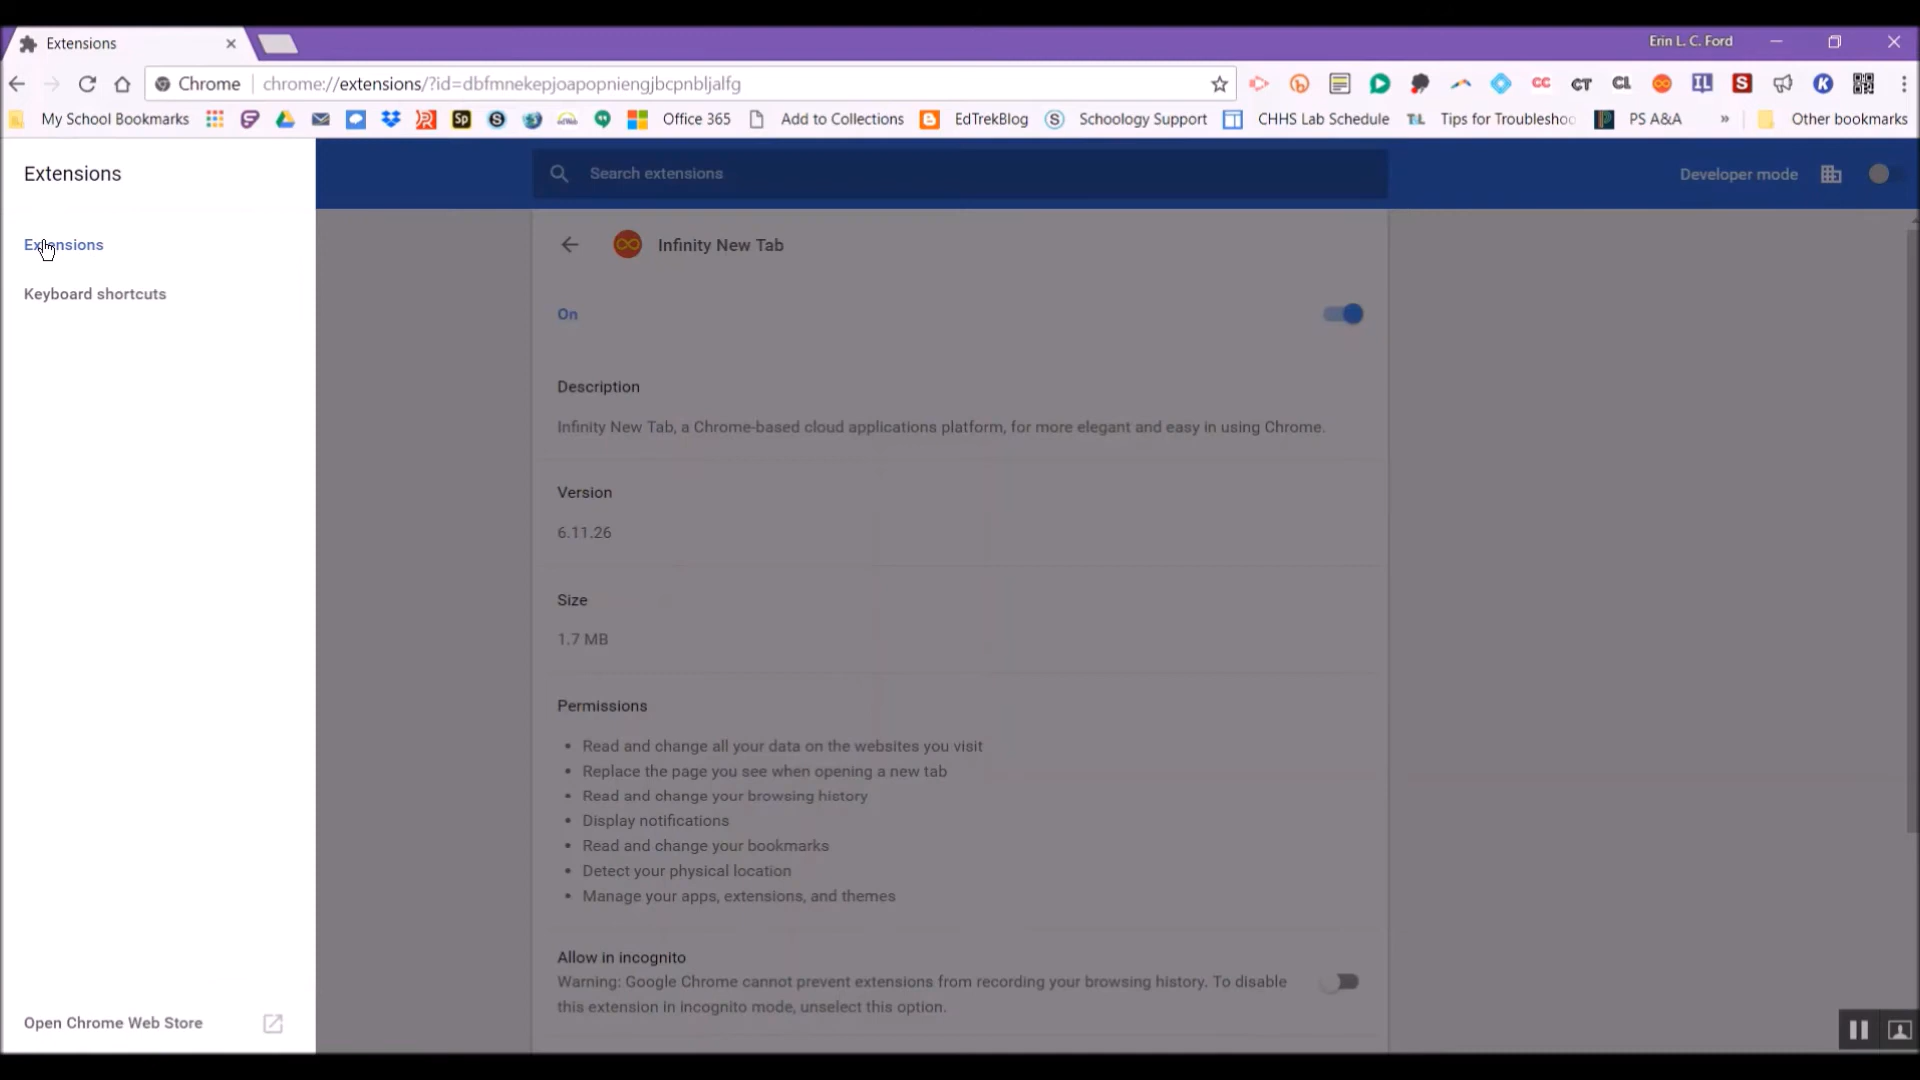 Extensions
Erin L. C. Ford
Chrome chrome://extensions/?id=dbfmnekepjoapopniengjbcpnbljalfg
CC CT CL IL S K
My School Bookmarks Sp S Office 365 Add to Collections EdTrekBlog S Schoology Support CHHS Lab Schedule TLL Tips for Troublesho PS A&A » Other bookmarks
Extensions
Search extensions
Developer mode
Extensions
Keyboard shortcuts
Infinity New Tab
On
Description
Infinity New Tab, a Chrome-based cloud applications platform, for more elegant and easy in using Chrome.
Version
6.11.26
Size
1.7 MB
Permissions
• Read and change all your data on the websites you visit
• Replace the page you see when opening a new tab
• Read and change your browsing history
• Display notifications
• Read and change your bookmarks
• Detect your physical location
• Manage your apps, extensions, and themes
Allow in incognito
Warning: Google Chrome cannot prevent extensions from recording your browsing history. To disable
this extension in incognito mode, unselect this option.
Open Chrome Web Store